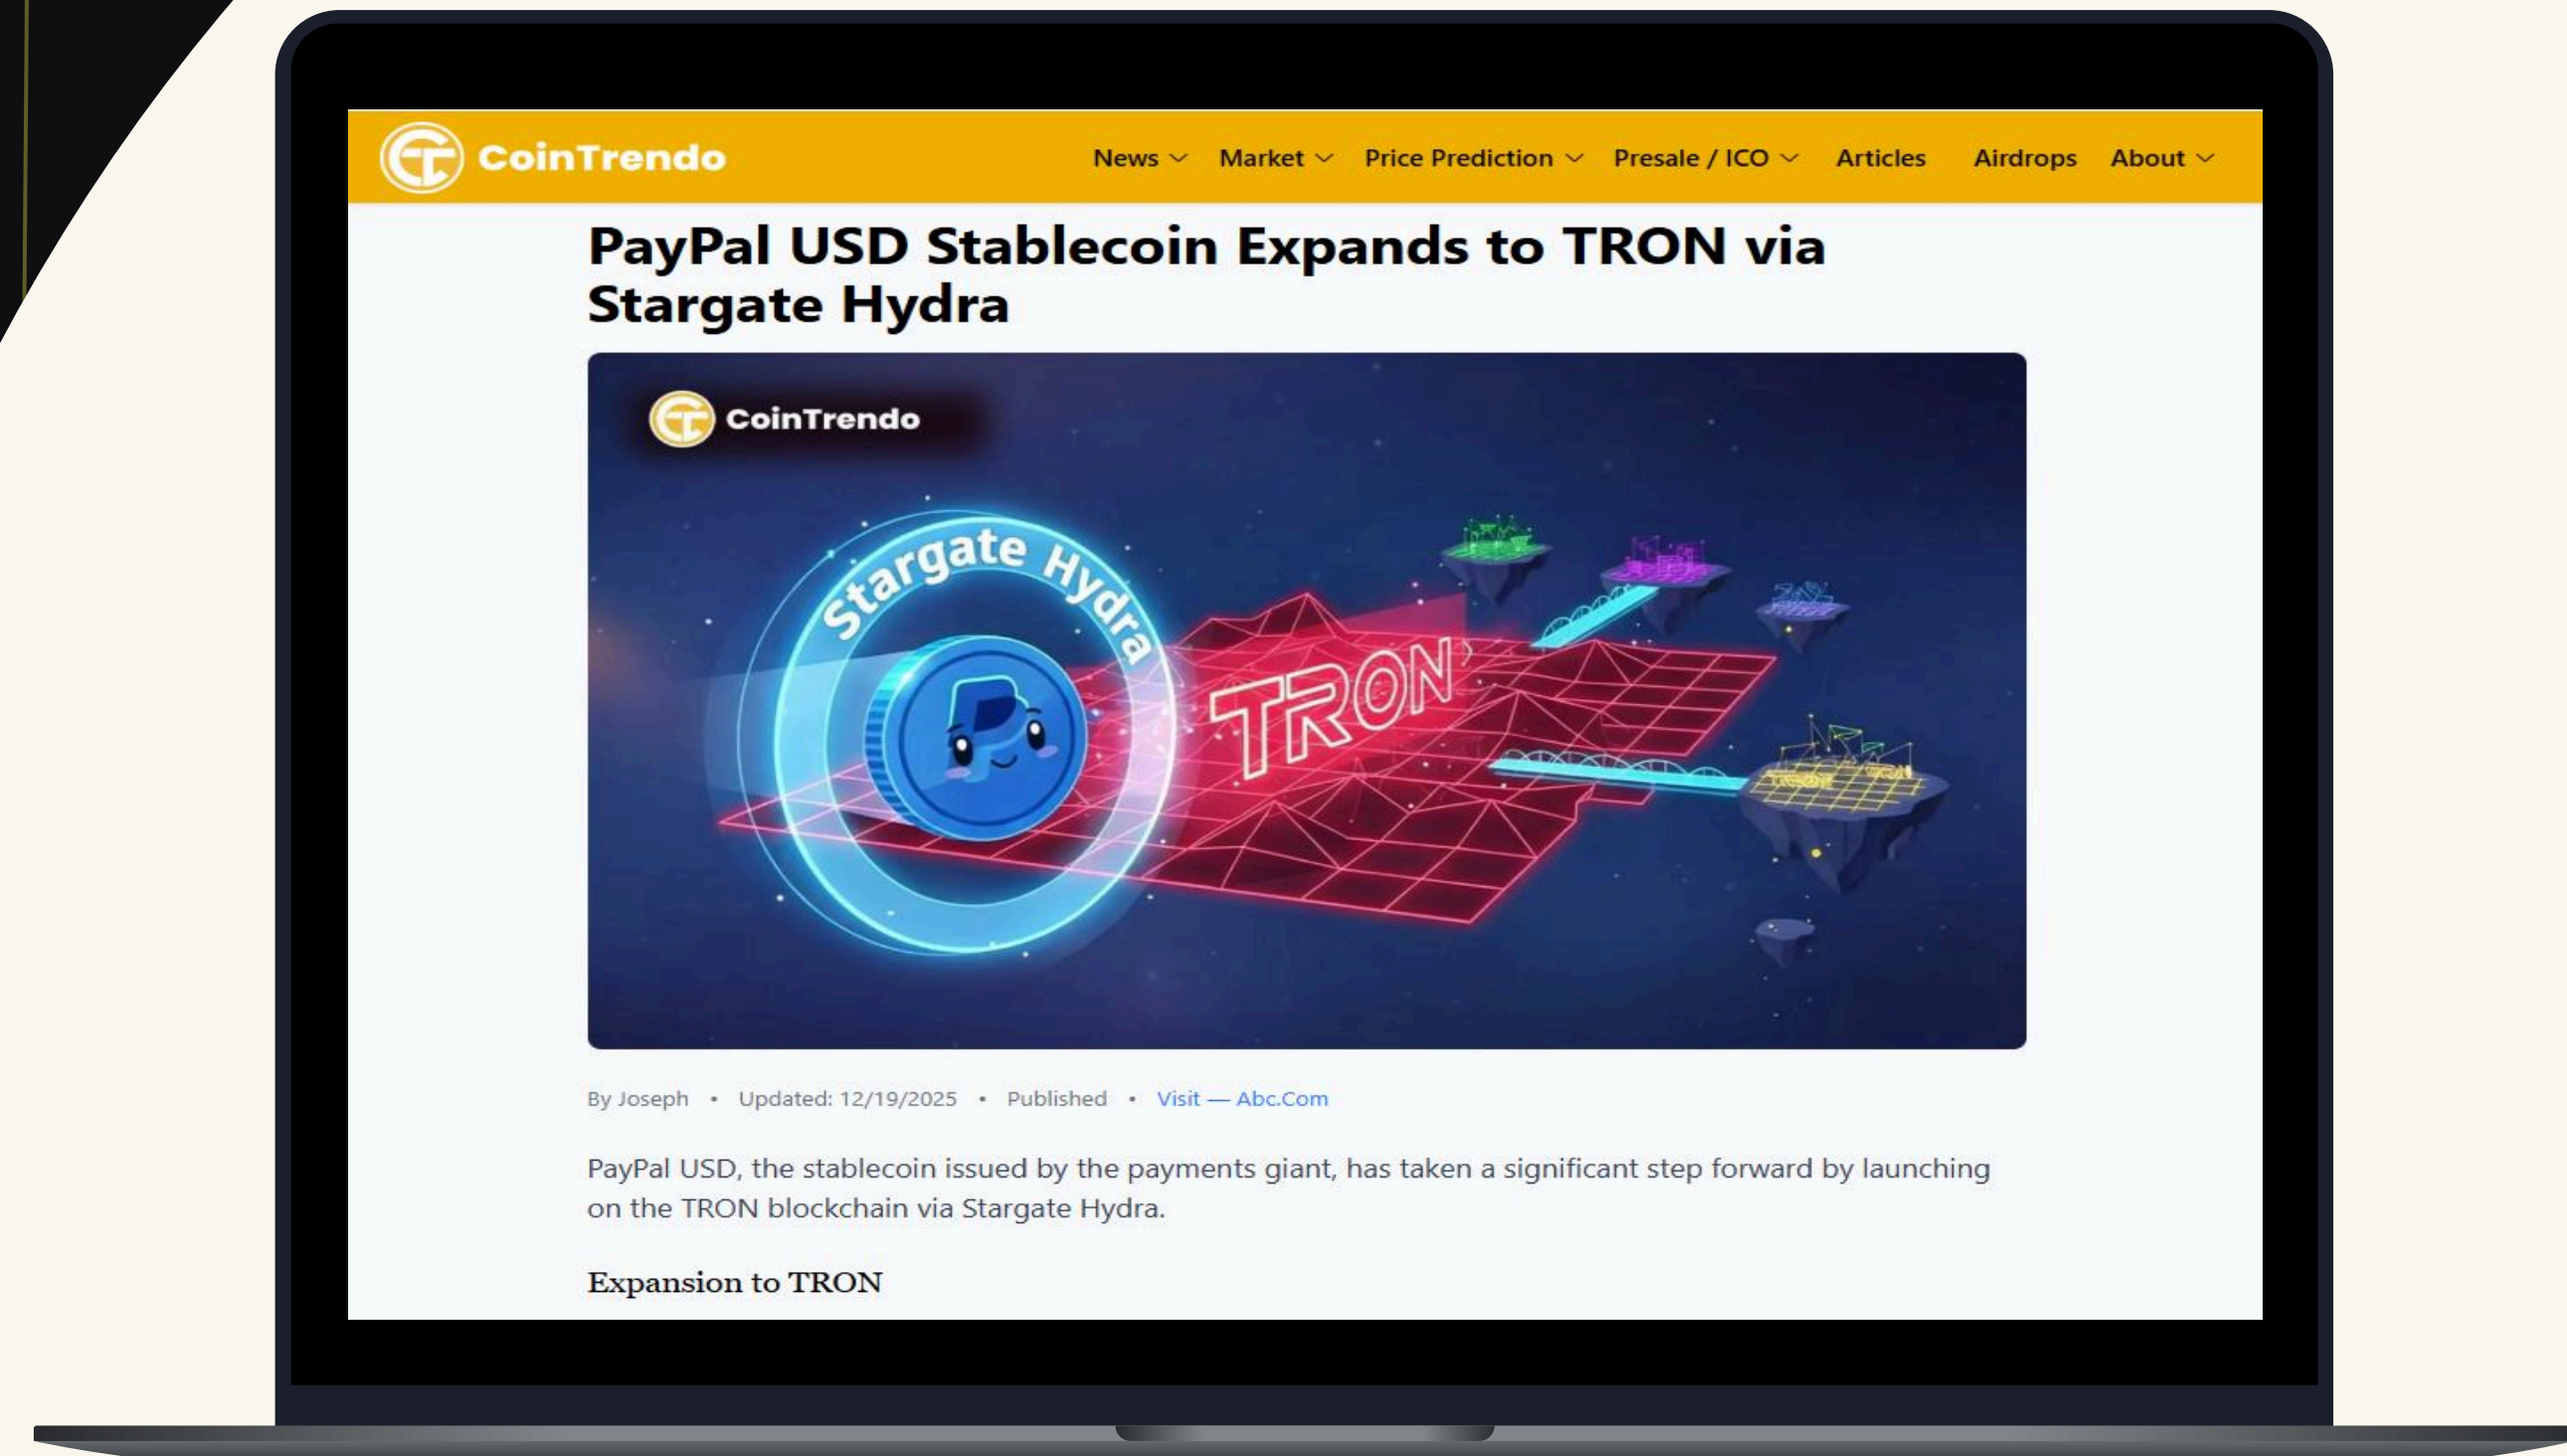 CoinTrendo
News Market Price Prediction Presale / ICO Articles Airdrops About
PayPal USD Stablecoin Expands to TRON via
Stargate Hydra
CoinTrendo
Stargate Hydra
TRON
By Joseph • Updated: 12/19/2025 • Published • Visit — Abc.Com
PayPal USD, the stablecoin issued by the payments giant, has taken a significant step forward by launching
on the TRON blockchain via Stargate Hydra.
Expansion to TRON